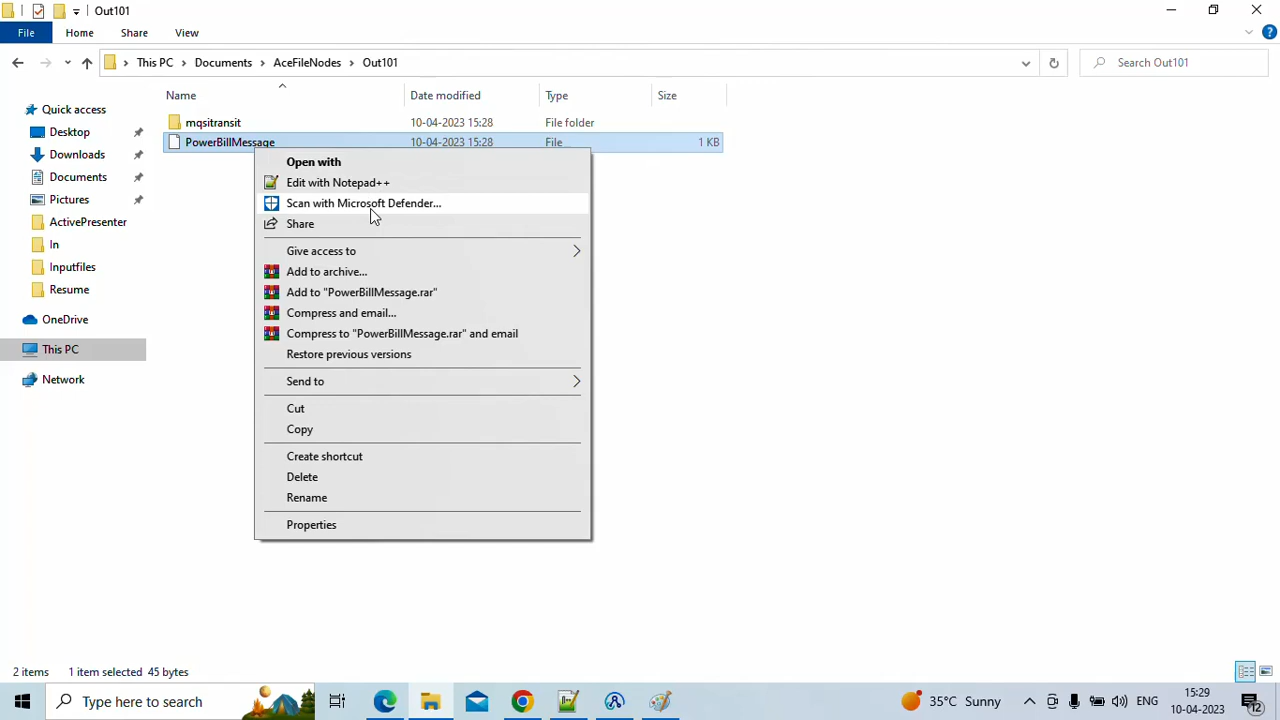 Out101
File Home Share View
This PC Documents AceFileNodes Out101 Search Out101
Name Date modified Type Size
Quick access
Desktop
Downloads
Documents
Pictures
ActivePresenter
In
Inputfiles
Resume
OneDrive
This PC
Network
mqsitransit 10-04-2023 15:28 File folder
PowerBillMessage 10-04-2023 15:28 File 1 KB
Open with
Edit with Notepad++
Scan with Microsoft Defender...
Share
Give access to
Add to archive...
Add to "PowerBillMessage.rar"
Compress and email...
Compress to "PowerBillMessage.rar" and email
Restore previous versions
Send to
Cut
Copy
Create shortcut
Delete
Rename
Properties
2 items 1 item selected 45 bytes
Type here to search 35°C Sunny ENG 15:29
10-04-2023
12